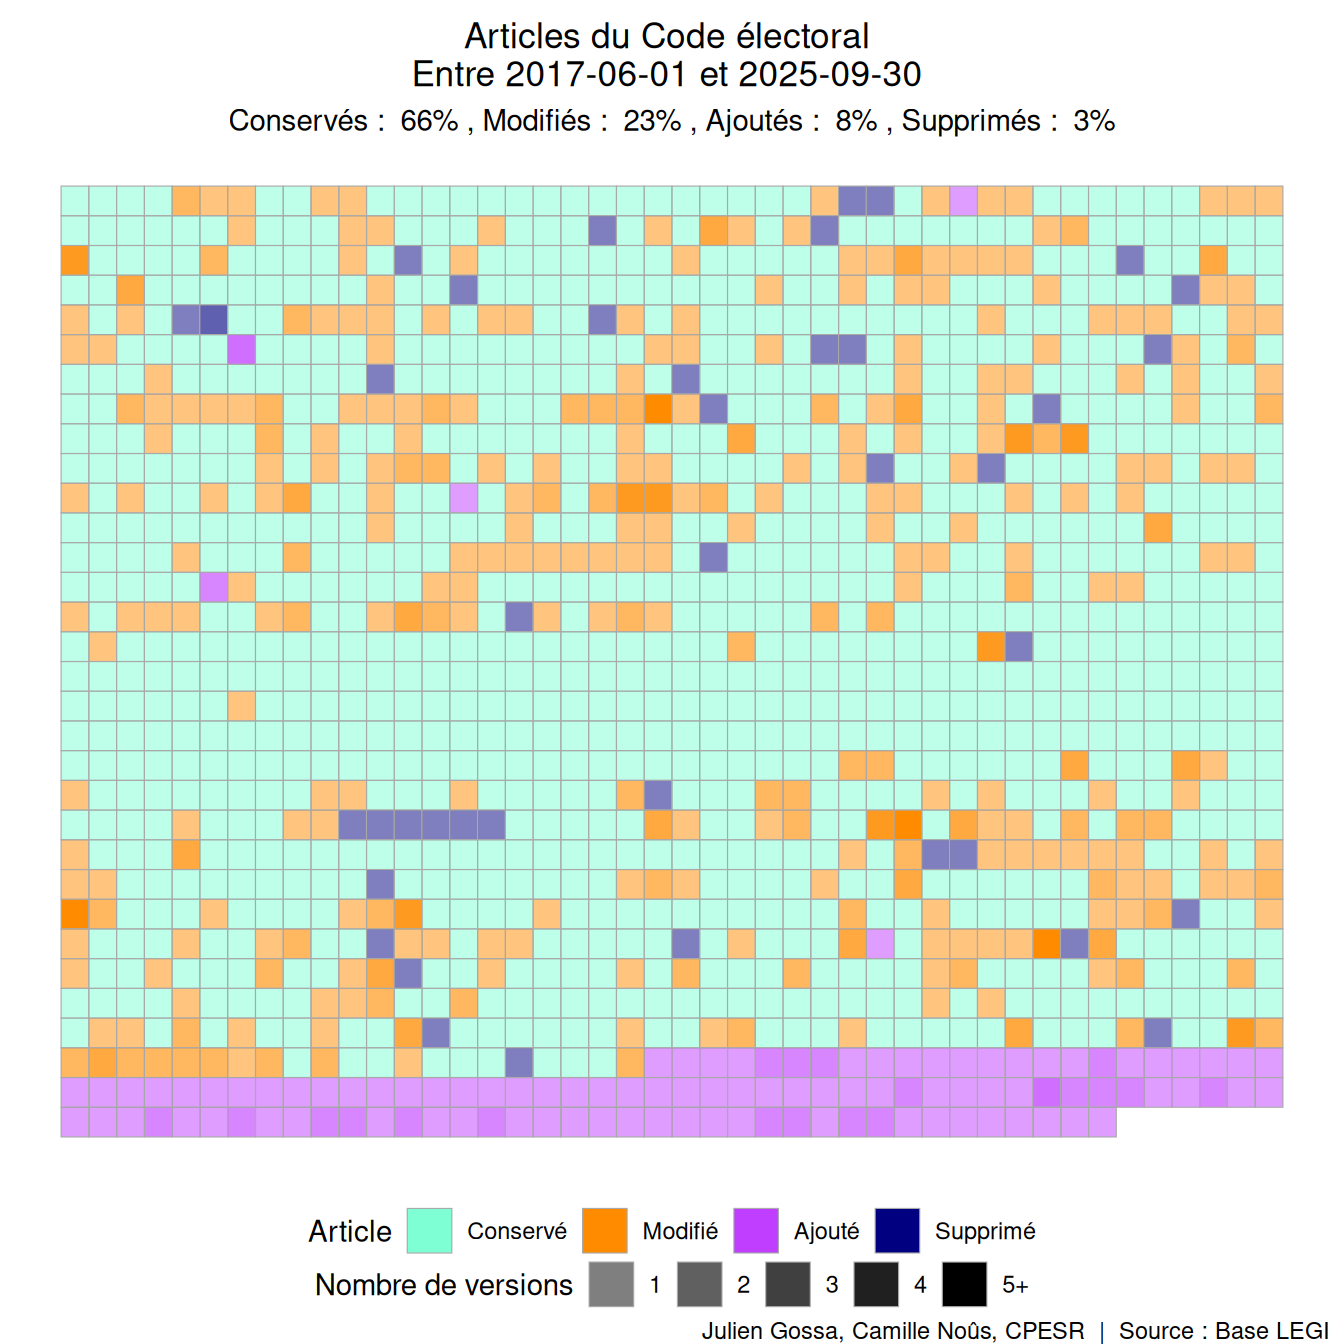 Articles du Code électoral
Entre 2017-06-01 et 2025-09-30
Conservés :  66% , Modifiés :  23% , Ajoutés :  8% , Supprimés :  3%
Article Conservé Modifié Ajouté Supprimé
Nombre de versions 1 2 3 4 5+
Julien Gossa, Camille Noûs, CPESR | Source : Base LEGI